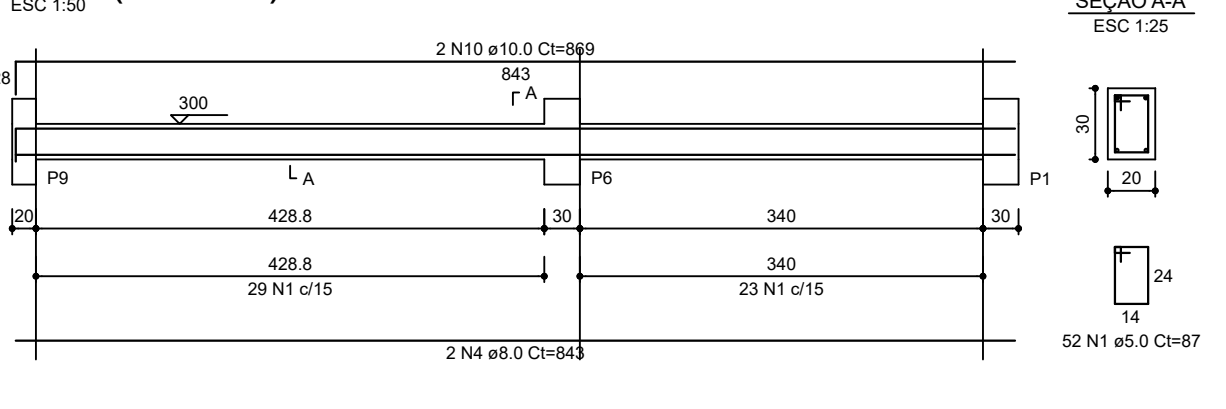 ESC 1:50
SEÇÃO A-A
ESC 1:25
2 N10 ø10.0 Ct=869
843
A
300
30
P9
A
P6
P1
20
20
428.8
30
340
30
428.8
340
29 N1 c/15
23 N1 c/15
24
14
2 N4 ø8.0 Ct=843
52 N1 ø5.0 Ct=87